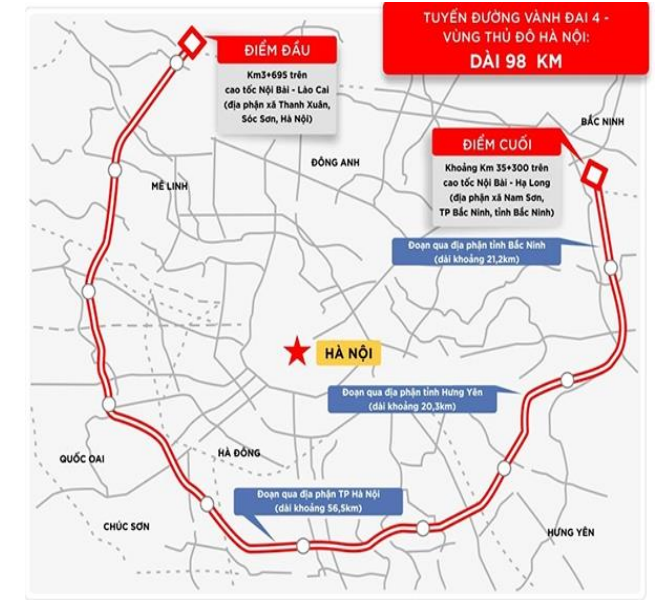 TUYẾN ĐƯỜNG VÀNH ĐAI 4 -
VÙNG THỦ ĐÔ HÀ NỘI:
DÀI 98 KM
ĐIỂM ĐẦU
Km3+695 trên
cao tốc Nội Bài - Lào Cai
(địa phận xã Thanh Xuân,
Sóc Sơn, Hà Nội)
BẮC NINH
ĐIỂM CUỐI
Khoảng Km 35+300 trên
cao tốc Nội Bài - Hạ Long
(địa phận xã Nam Sơn,
TP Bắc Ninh, tỉnh Bắc Ninh)
ĐÔNG ANH
MÊ LINH
Đoạn qua địa phận tỉnh Bắc Ninh
(dài khoảng 21,2km)
HÀ NỘI
Đoạn qua địa phận tỉnh Hưng Yên
(dài khoảng 20,3km)
QUỐC OAI
HÀ ĐÔNG
Đoạn qua địa phận TP Hà Nội
(dài khoảng 56,5km)
CHÚC SƠN
HƯNG YÊN